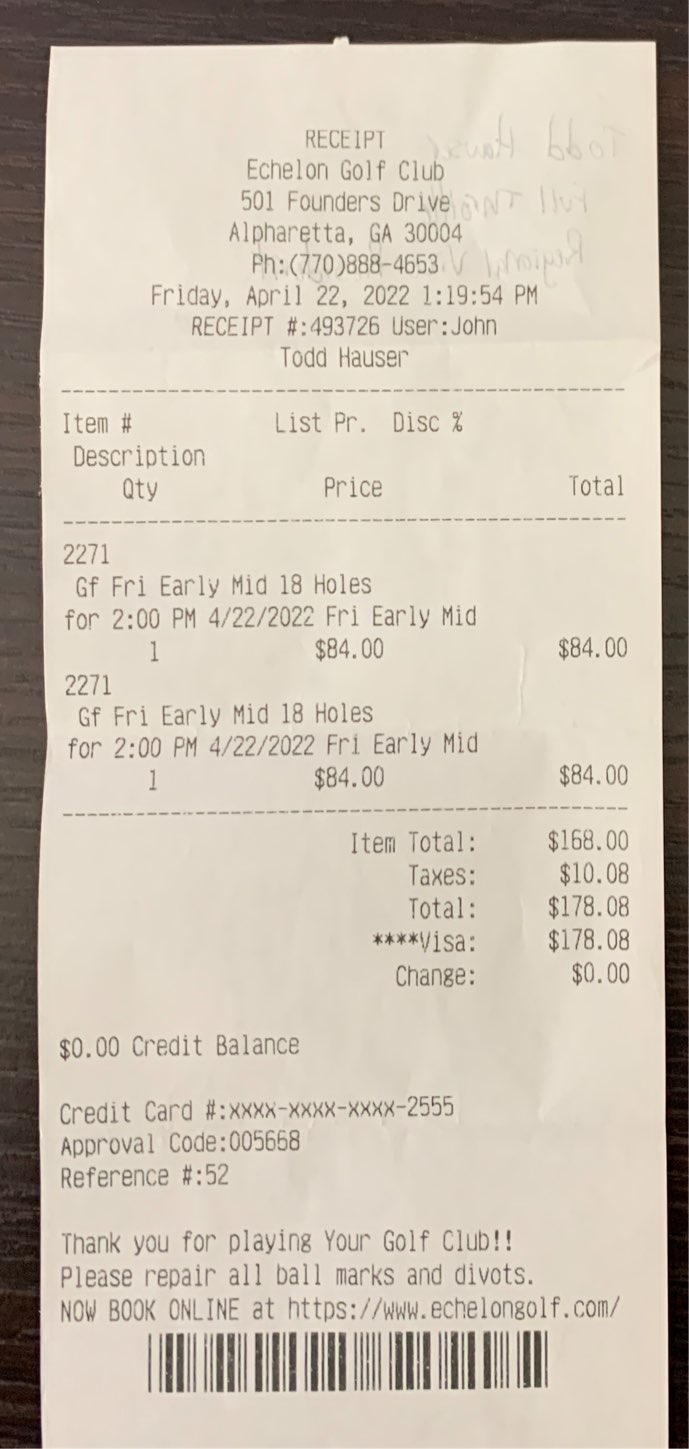 RECEIPT
Echelon Golf Club
501 Founders Drive
Alpharetta, GA 30004
Ph:(770)888-4653
Friday, April 22, 2022 1:19:54 PM
RECEIPT #:493726 User:John
Todd Hauser
Item # List Pr. Disc %
Description
Qty Price Total
2271
Gf Fri Early Mid 18 Holes
for 2:00 PM 4/22/2022 Fri Early Mid
1 $84.00 $84.00
2271
Gf Fri Early Mid 18 Holes
for 2:00 PM 4/22/2022 Fri Early Mid
1 $84.00 $84.00
Item Total: $168.00
Taxes: $10.08
Total: $178.08
****Visa: $178.08
Change: $0.00
$0.00 Credit Balance
Credit Card #:xxxx-xxxx-xxxx-2555
Approval Code:005668
Reference #:52
Thank you for playing Your Golf Club!!
Please repair all ball marks and divots.
NOW BOOK ONLINE at https://www.echelongolf.com/